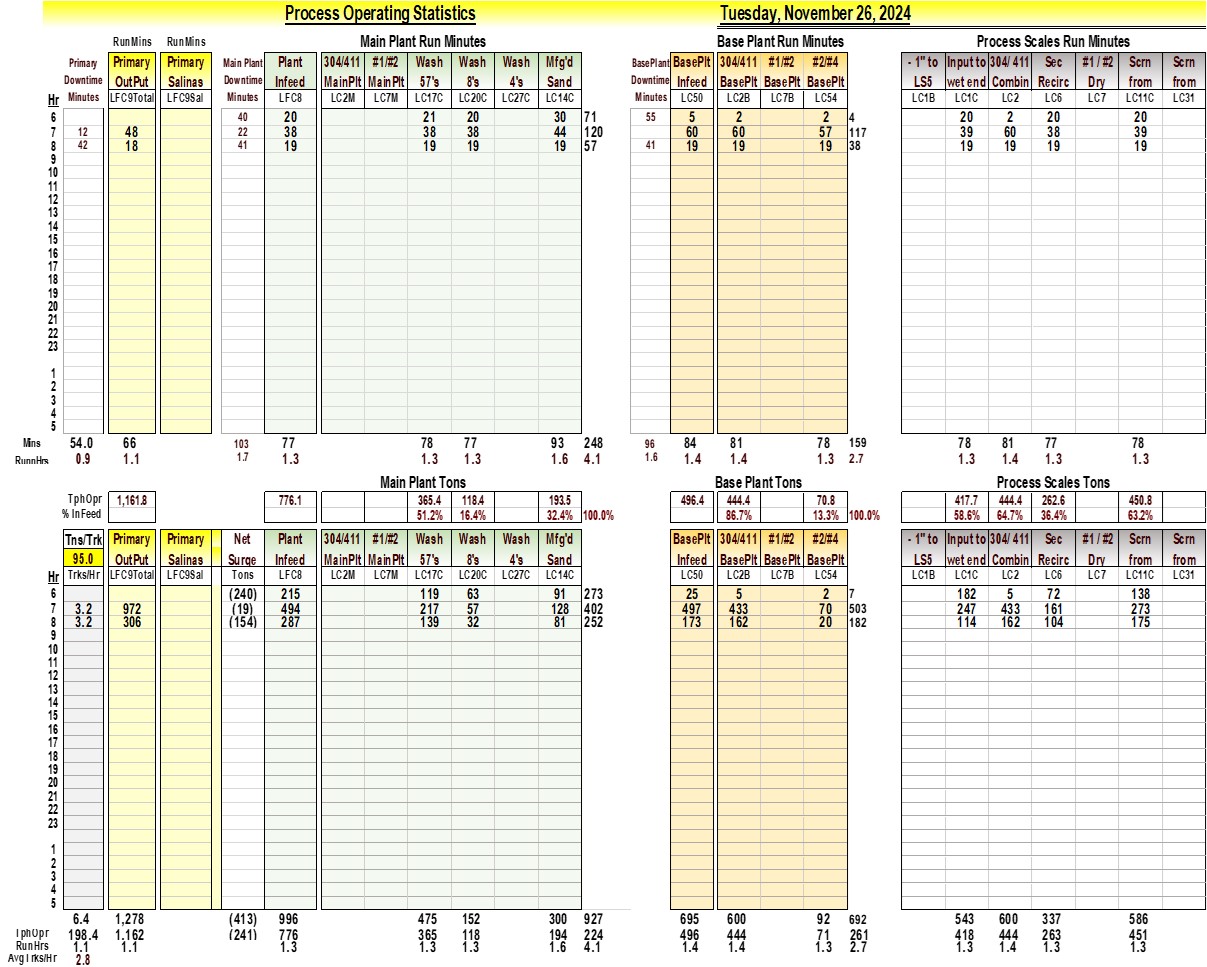 Process Operating Statistics Tuesday, November 26, 2024
RunMins RunMins Main Plant Run Minutes Base Plant Run Minutes Process Scales Run Minutes
Primary Primary Primary Main Plant Plant 304/411 #1/#2 Wash Wash Wash Mfg'd BasePlant BasePlt 304/411 #1/#2 #2/#4 - 1" to Input to 304/ 411 Sec #1 / #2 Scrn Scrn
Downtime OutPut Salinas Downtime Infeed MainPlt MainPlt 57's 8's 4's Sand Downtime Infeed BasePlt BasePlt BasePlt LS5 wet end Combin Recirc Dry from from
Hr Minutes LFC9Total LFC9Sal Minutes LFC8 LC2M LC7M LC17C LC20C LC27C LC14C Minutes LC50 LC2B LC7B LC54 LC1B LC1C LC2 LC6 LC7 LC11C LC31
6 40 20 21 20 30 71 55 5 2 2 4 20 2 20 20
7 12 48 22 38 38 38 44 120 60 60 57 117 39 60 38 39
8 42 18 41 19 19 19 19 57 41 19 19 19 38 19 19 19 19
9
10
11
12
13
14
15
16
17
18
19
20
21
22
23
1
2
3
4
5
Mins 54.0 66 103 77 78 77 93 248 96 84 81 78 159 78 81 77 78
RunnHrs 0.9 1.1 1.7 1.3 1.3 1.3 1.6 4.1 1.6 1.4 1.4 1.3 2.7 1.3 1.4 1.3 1.3
Main Plant Tons Base Plant Tons Process Scales Tons
TphOpr 1,161.8 776.1 365.4 118.4 193.5 496.4 444.4 70.8 417.7 444.4 262.6 450.8
% InFeed 51.2% 16.4% 32.4% 100.0% 86.7% 13.3% 100.0% 58.6% 64.7% 36.4% 63.2%
Tns/Trk Primary Primary Net Plant 304/411 #1/#2 Wash Wash Wash Mfg'd BasePlt 304/411 #1/#2 #2/#4 - 1" to Input to 304/ 411 Sec #1 / #2 Scrn Scrn
95.0 OutPut Salinas Surge Infeed MainPlt MainPlt 57's 8's 4's Sand Infeed BasePlt BasePlt BasePlt LS5 wet end Combin Recirc Dry from from
Hr Trks/Hr LFC9Total LFC9Sal Tons LFC8 LC2M LC7M LC17C LC20C LC27C LC14C LC50 LC2B LC7B LC54 LC1B LC1C LC2 LC6 LC7 LC11C LC31
6 (240) 215 119 63 91 273 25 5 2 7 182 5 72 138
7 3.2 972 (19) 494 217 57 128 402 497 433 70 503 247 433 161 273
8 3.2 306 (154) 287 139 32 81 252 173 162 20 182 114 162 104 175
9
10
11
12
13
14
15
16
17
18
19
20
21
22
23
1
2
3
4
5
6.4 1,278 (413) 996 475 152 300 927 695 600 92 692 543 600 337 586
TphOpr 198.4 1,162 (241) 776 365 118 194 224 496 444 71 261 418 444 263 451
RunHrs 1.1 1.1 1.3 1.3 1.3 1.6 4.1 1.4 1.4 1.3 2.7 1.3 1.4 1.3 1.3
AvgTrks/Hr 2.8